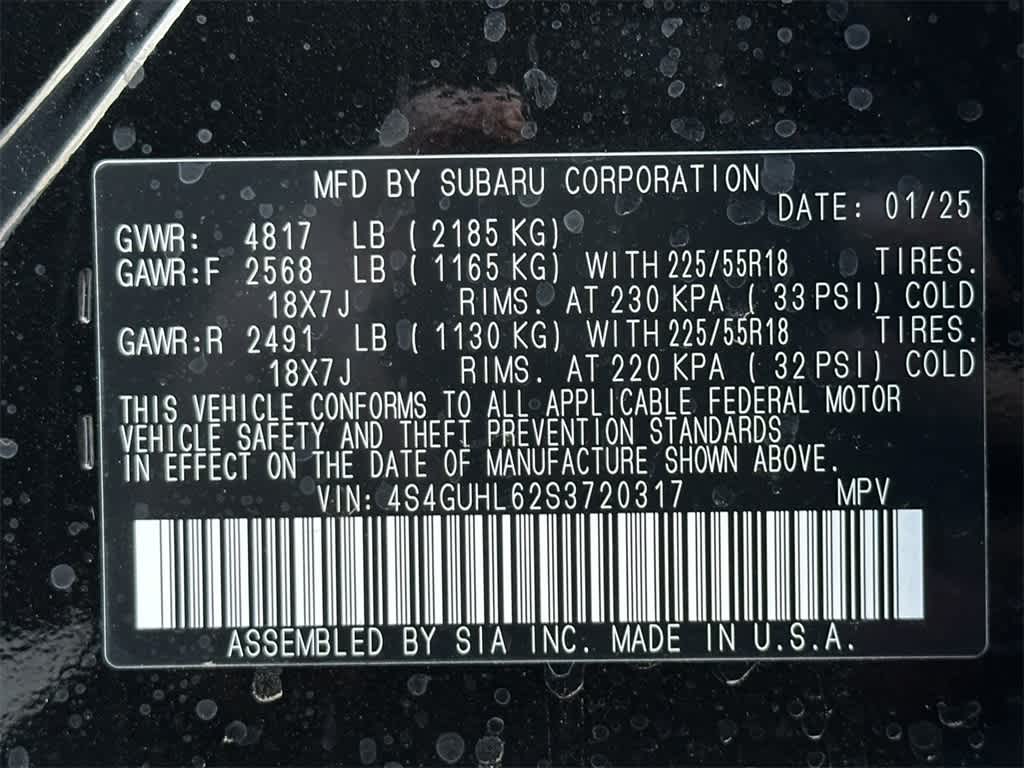 MFD BY SUBARU CORPORATION
DATE: 01/25
GVWR: 4817 LB ( 2185 KG)
GAWR:F 2568 LB ( 1165 KG) WITH 225/55R18 TIRES.
18X7J RIMS. AT 230 KPA ( 33 PSI) COLD
GAWR:R 2491 LB ( 1130 KG) WITH 225/55R18 TIRES.
18X7J RIMS. AT 220 KPA ( 32 PSI) COLD
THIS VEHICLE CONFORMS TO ALL APPLICABLE FEDERAL MOTOR
VEHICLE SAFETY AND THEFT PREVENTION STANDARDS
IN EFFECT ON THE DATE OF MANUFACTURE SHOWN ABOVE.
VIN: 4S4GUHL62S3720317 MPV
ASSEMBLED BY SIA INC. MADE IN U.S.A.